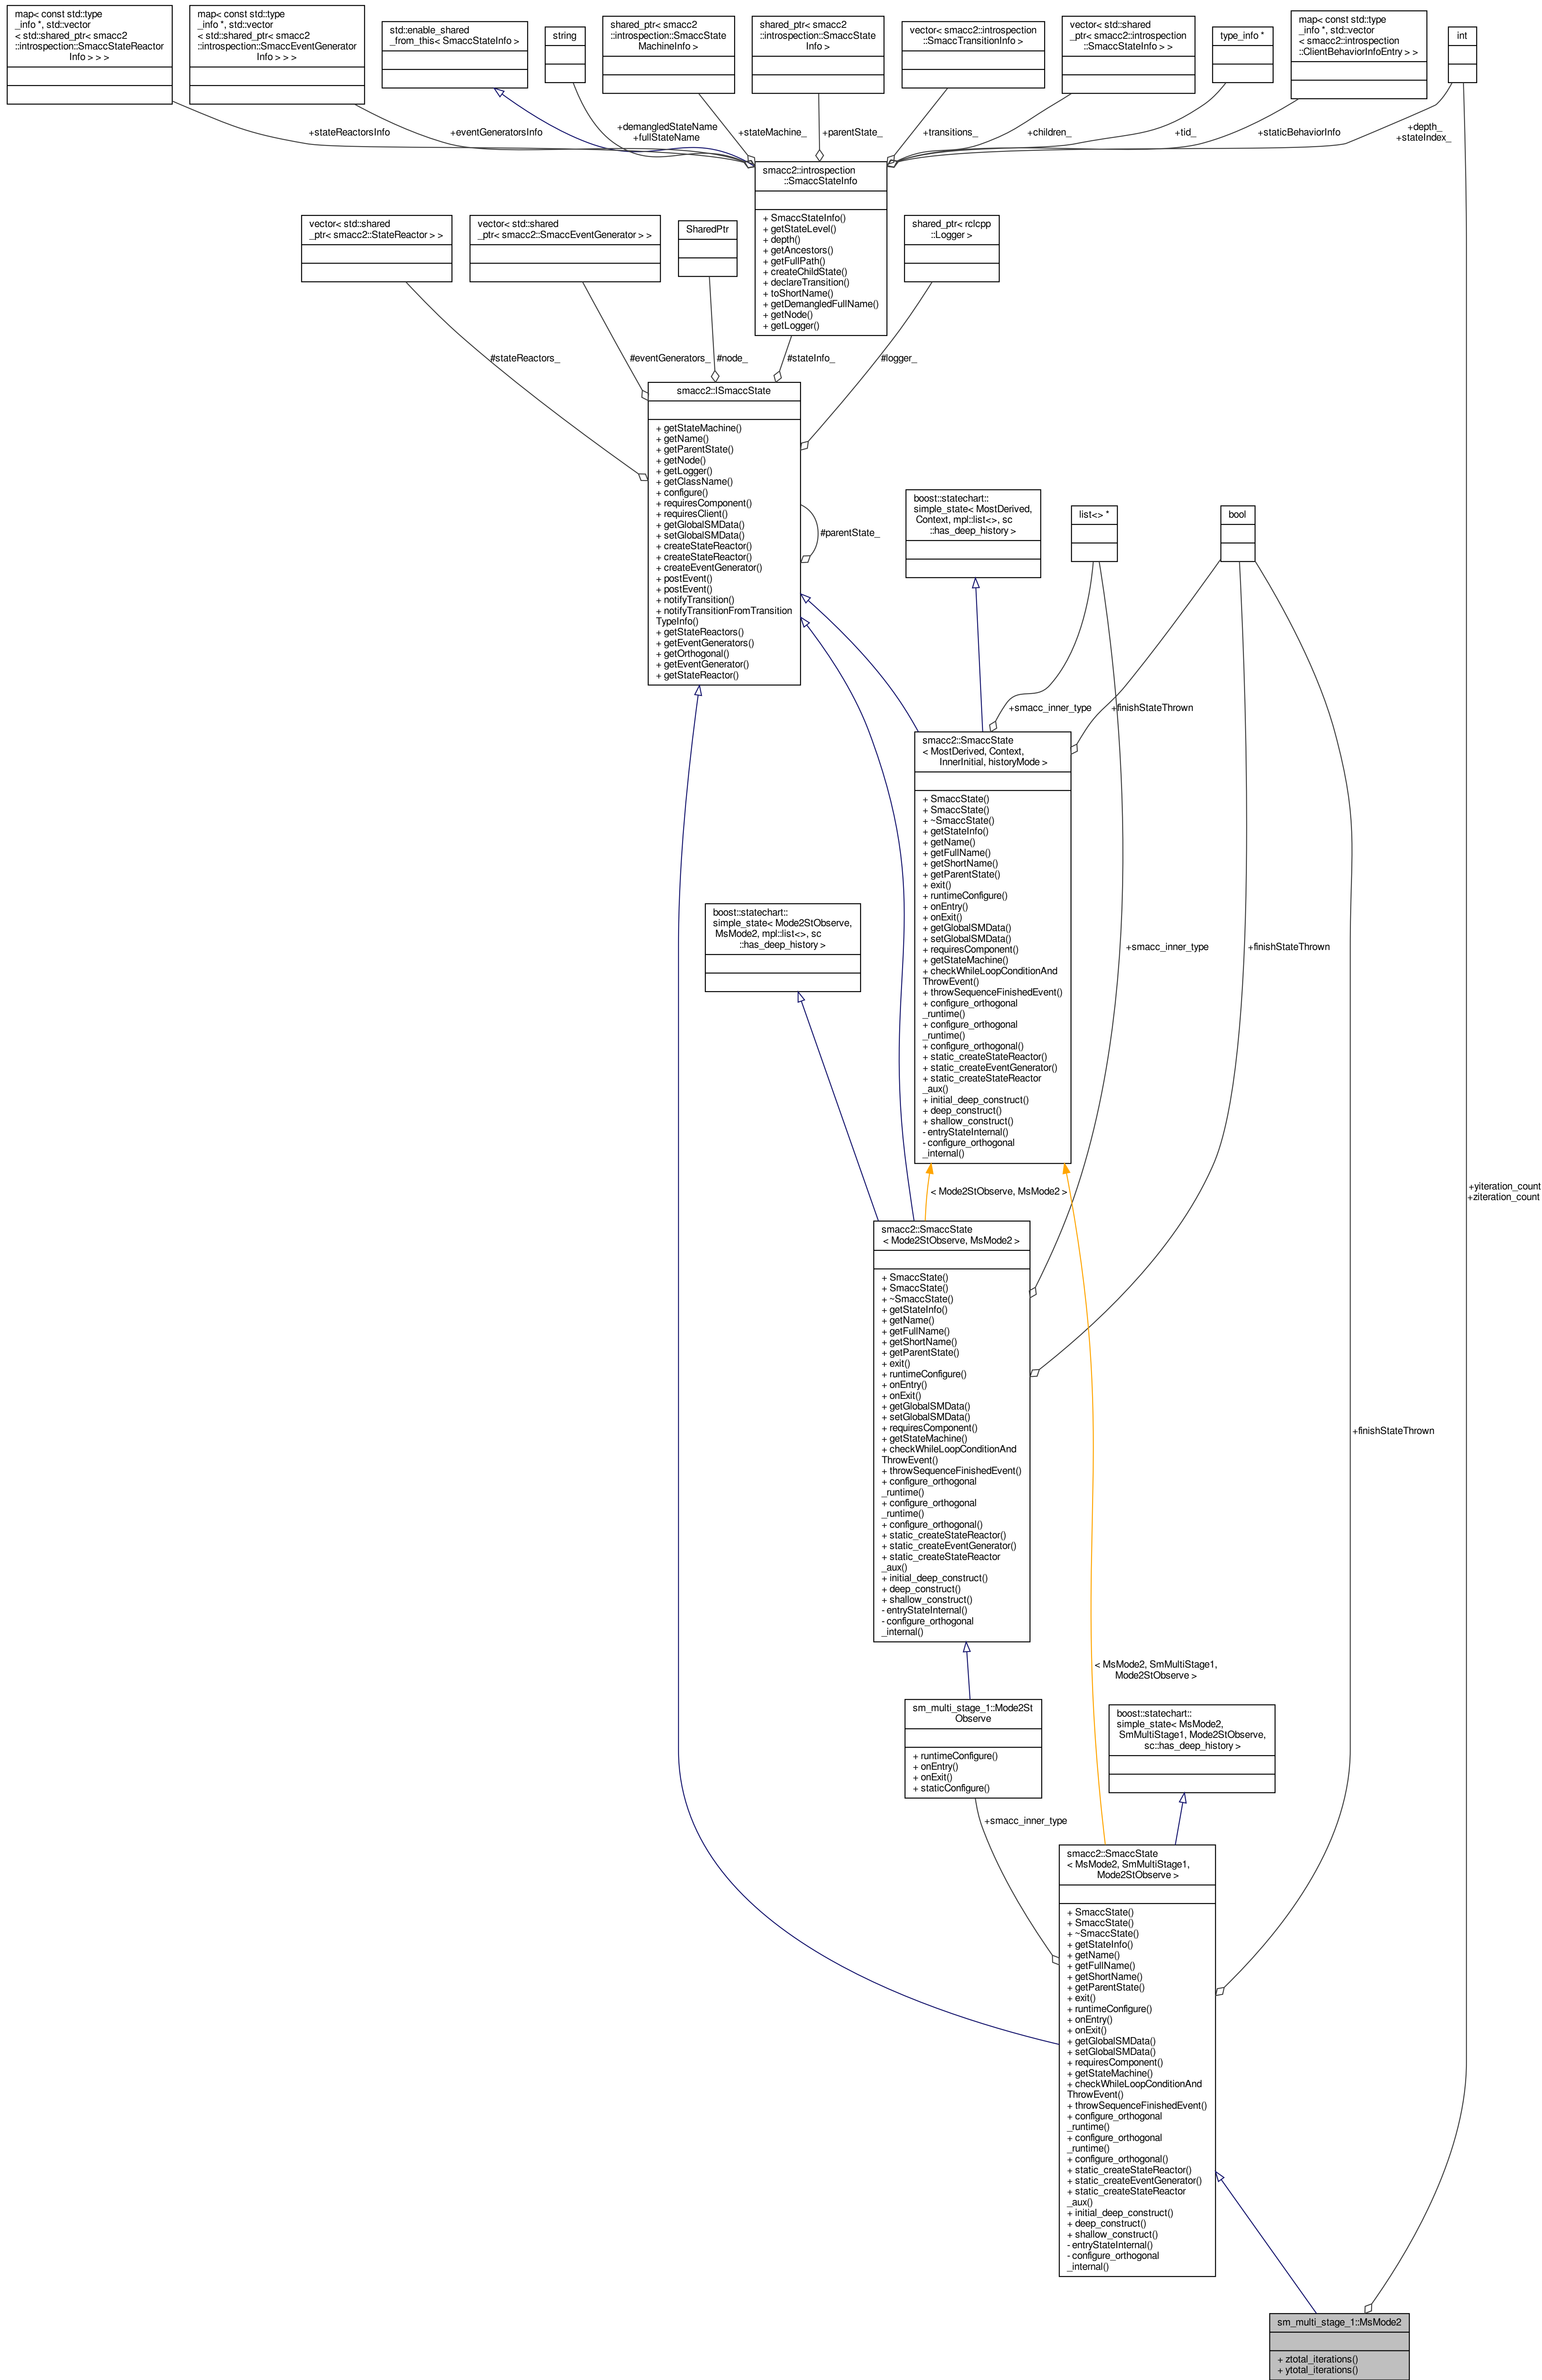 map< const std::type
_info *, std::vector
< std::shared_ptr< smacc2
::introspection::SmaccStateReactor
Info > > >
map< const std::type
_info *, std::vector
< std::shared_ptr< smacc2
::introspection::SmaccEventGenerator
Info > > >
std::enable_shared
_from_this< SmaccStateInfo >
string
shared_ptr< smacc2
::introspection::SmaccState
MachineInfo >
shared_ptr< smacc2
::introspection::SmaccState
Info >
vector< smacc2::introspection
::SmaccTransitionInfo >
vector< std::shared
_ptr< smacc2::introspection
::SmaccStateInfo > >
type_info *
map< const std::type
_info *, std::vector
< smacc2::introspection
::ClientBehaviorInfoEntry > >
int
+stateReactorsInfo
+eventGeneratorsInfo
+demangledStateName
+fullStateName
+stateMachine_
+parentState_
+transitions_
+children_
+tid_
+staticBehaviorInfo
+depth_
+stateIndex_
smacc2::introspection
::SmaccStateInfo
+ SmaccStateInfo()
+ getStateLevel()
+ depth()
+ getAncestors()
+ getFullPath()
+ createChildState()
+ declareTransition()
+ toShortName()
+ getDemangledFullName()
+ getNode()
+ getLogger()
vector< std::shared
_ptr< smacc2::StateReactor > >
vector< std::shared
_ptr< smacc2::SmaccEventGenerator > >
SharedPtr
shared_ptr< rclcpp
::Logger >
#stateReactors_
#eventGenerators_
#node_
#stateInfo_
#logger_
smacc2::ISmaccState
+ getStateMachine()
+ getName()
+ getParentState()
+ getNode()
+ getLogger()
+ getClassName()
+ configure()
+ requiresComponent()
+ requiresClient()
+ getGlobalSMData()
+ setGlobalSMData()
+ createStateReactor()
+ createStateReactor()
+ createEventGenerator()
+ postEvent()
+ postEvent()
+ notifyTransition()
+ notifyTransitionFromTransition
TypeInfo()
+ getStateReactors()
+ getEventGenerators()
+ getOrthogonal()
+ getEventGenerator()
+ getStateReactor()
#parentState_
boost::statechart::
simple_state< MostDerived,
Context, mpl::list<>, sc
::has_deep_history >
list<> *
bool
+smacc_inner_type
+finishStateThrown
smacc2::SmaccState
< MostDerived, Context,
InnerInitial, historyMode >
+ SmaccState()
+ SmaccState()
+ ~SmaccState()
+ getStateInfo()
+ getName()
+ getFullName()
+ getShortName()
+ getParentState()
+ exit()
+ runtimeConfigure()
+ onEntry()
+ onExit()
+ getGlobalSMData()
+ setGlobalSMData()
+ requiresComponent()
+ getStateMachine()
+ checkWhileLoopConditionAnd
ThrowEvent()
+ throwSequenceFinishedEvent()
+ configure_orthogonal
_runtime()
+ configure_orthogonal
_runtime()
+ configure_orthogonal()
+ static_createStateReactor()
+ static_createEventGenerator()
+ static_createStateReactor
_aux()
+ initial_deep_construct()
+ deep_construct()
+ shallow_construct()
- entryStateInternal()
- configure_orthogonal
_internal()
boost::statechart::
simple_state< Mode2StObserve,
MsMode2, mpl::list<>, sc
::has_deep_history >
+smacc_inner_type
+finishStateThrown
< Mode2StObserve, MsMode2 >
+yiteration_count
+ziteration_count
smacc2::SmaccState
< Mode2StObserve, MsMode2 >
+ SmaccState()
+ SmaccState()
+ ~SmaccState()
+ getStateInfo()
+ getName()
+ getFullName()
+ getShortName()
+ getParentState()
+ exit()
+ runtimeConfigure()
+ onEntry()
+ onExit()
+ getGlobalSMData()
+ setGlobalSMData()
+ requiresComponent()
+ getStateMachine()
+ checkWhileLoopConditionAnd
ThrowEvent()
+ throwSequenceFinishedEvent()
+ configure_orthogonal
_runtime()
+ configure_orthogonal
_runtime()
+ configure_orthogonal()
+ static_createStateReactor()
+ static_createEventGenerator()
+ static_createStateReactor
_aux()
+ initial_deep_construct()
+ deep_construct()
+ shallow_construct()
- entryStateInternal()
- configure_orthogonal
_internal()
+finishStateThrown
< MsMode2, SmMultiStage1,
Mode2StObserve >
sm_multi_stage_1::Mode2St
Observe
+ runtimeConfigure()
+ onEntry()
+ onExit()
+ staticConfigure()
boost::statechart::
simple_state< MsMode2,
SmMultiStage1, Mode2StObserve,
sc::has_deep_history >
+smacc_inner_type
smacc2::SmaccState
< MsMode2, SmMultiStage1,
Mode2StObserve >
+ SmaccState()
+ SmaccState()
+ ~SmaccState()
+ getStateInfo()
+ getName()
+ getFullName()
+ getShortName()
+ getParentState()
+ exit()
+ runtimeConfigure()
+ onEntry()
+ onExit()
+ getGlobalSMData()
+ setGlobalSMData()
+ requiresComponent()
+ getStateMachine()
+ checkWhileLoopConditionAnd
ThrowEvent()
+ throwSequenceFinishedEvent()
+ configure_orthogonal
_runtime()
+ configure_orthogonal
_runtime()
+ configure_orthogonal()
+ static_createStateReactor()
+ static_createEventGenerator()
+ static_createStateReactor
_aux()
+ initial_deep_construct()
+ deep_construct()
+ shallow_construct()
- entryStateInternal()
- configure_orthogonal
_internal()
sm_multi_stage_1::MsMode2
+ ztotal_iterations()
+ ytotal_iterations()